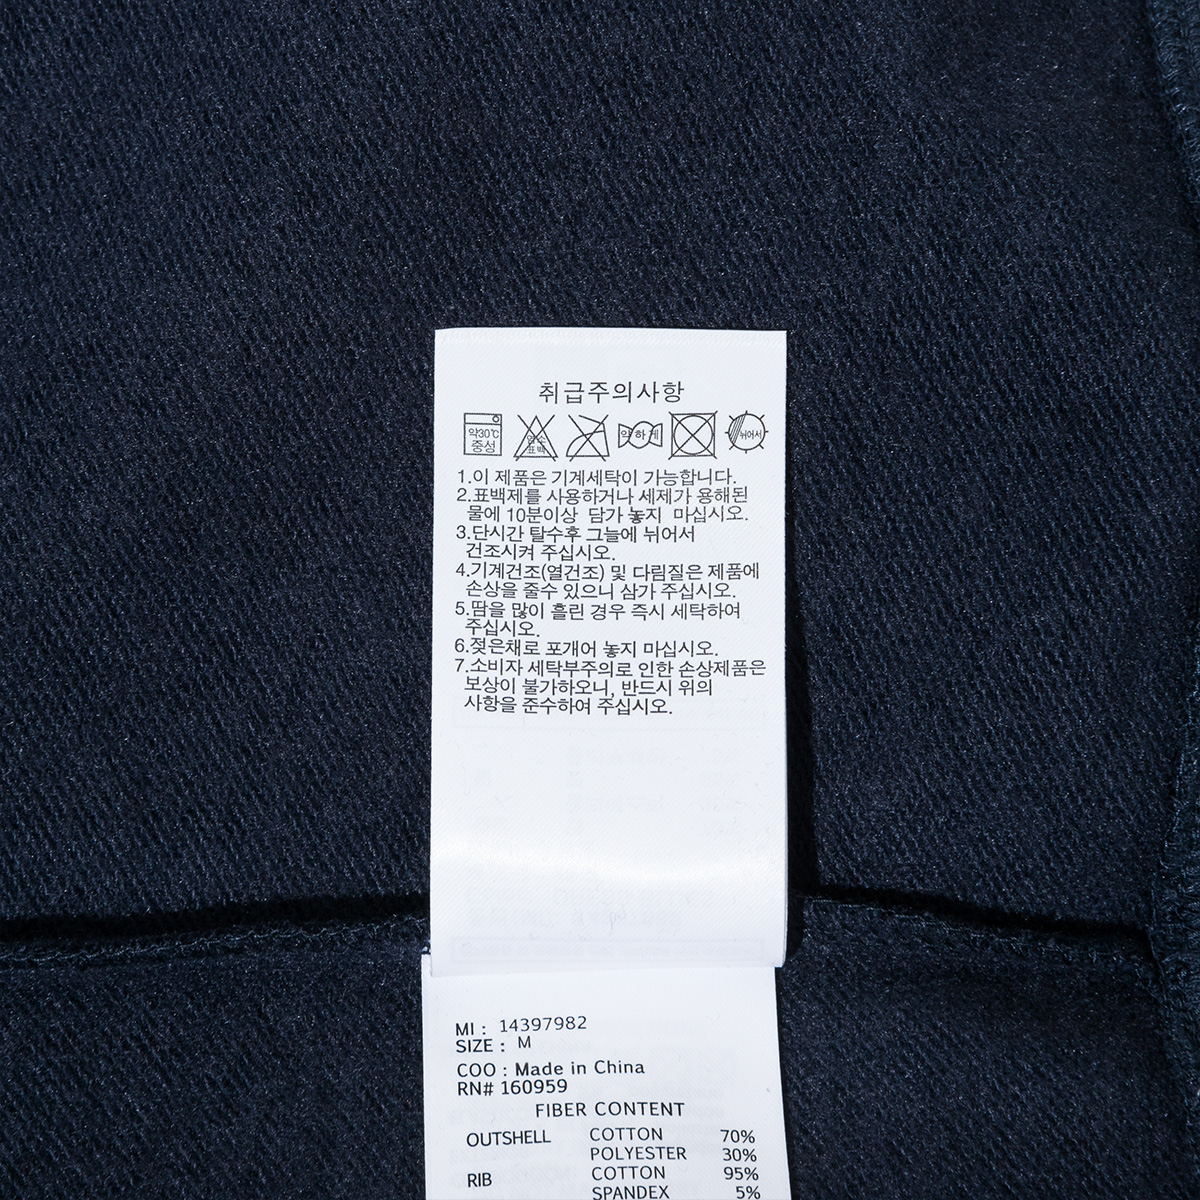 취급주의사항
약30℃
중성
염소
표백
약하게
뉘어서
1.이 제품은 기계세탁이 가능합니다.
2.표백제를 사용하거나 세제가 용해된
물에 10분이상 담가 놓지 마십시오.
3.단시간 탈수후 그늘에 뉘어서
건조시켜 주십시오.
4.기계건조(열건조) 및 다림질은 제품에
손상을 줄수 있으니 삼가 주십시오.
5.땀을 많이 흘린 경우 즉시 세탁하여
주십시오.
6.젖은채로 포개어 놓지 마십시오.
7.소비자 세탁부주의로 인한 손상제품은
보상이 불가하오니, 반드시 위의
사항을 준수하여 주십시오.
MI : 14397982
SIZE : M
COO : Made in China
RN# 160959
FIBER CONTENT
OUTSHELL COTTON 70%
POLYESTER 30%
RIB COTTON 95%
SPANDEX 5%